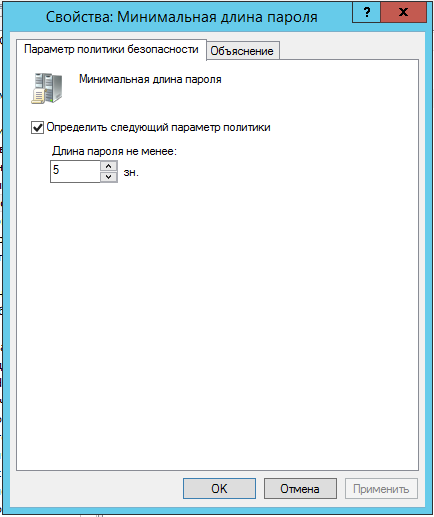 Свойства: Минимальная длина пароля
?
x
Параметр политики безопасности
Объяснение
Минимальная длина пароля
Определить следующий параметр политики
Длина пароля не менее:
5
зн.
OK
Отмена
Применить